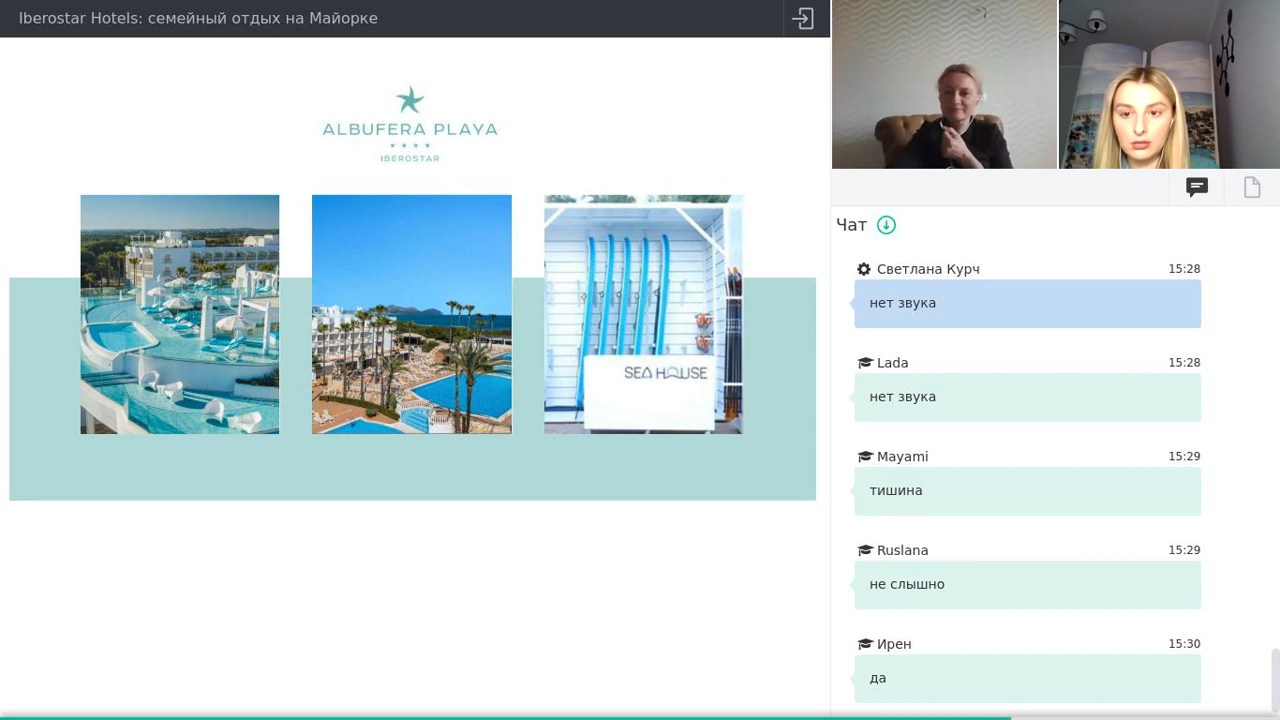 Iberostar Hotels: семейный отдых на Майорке
ALBUFERA PLAYA
IBEROSTAR
SEA HOUSE
Чат
Светлана Курч 15:28
нет звука
Lada 15:28
нет звука
Mayami 15:29
тишина
Ruslana 15:29
не слышно
Ирен 15:30
да